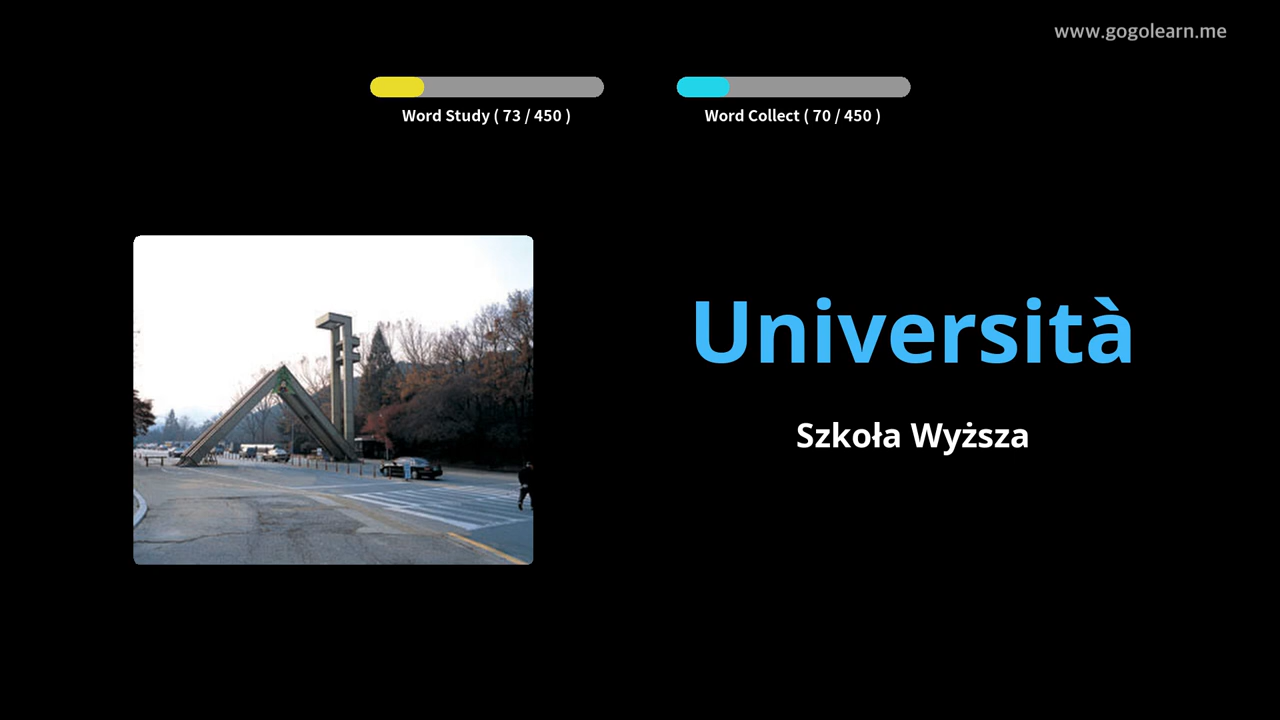 www.gogolearn.me
Word Study ( 73 / 450 )
Word Collect ( 70 / 450 )
Università
Szkoła Wyższa